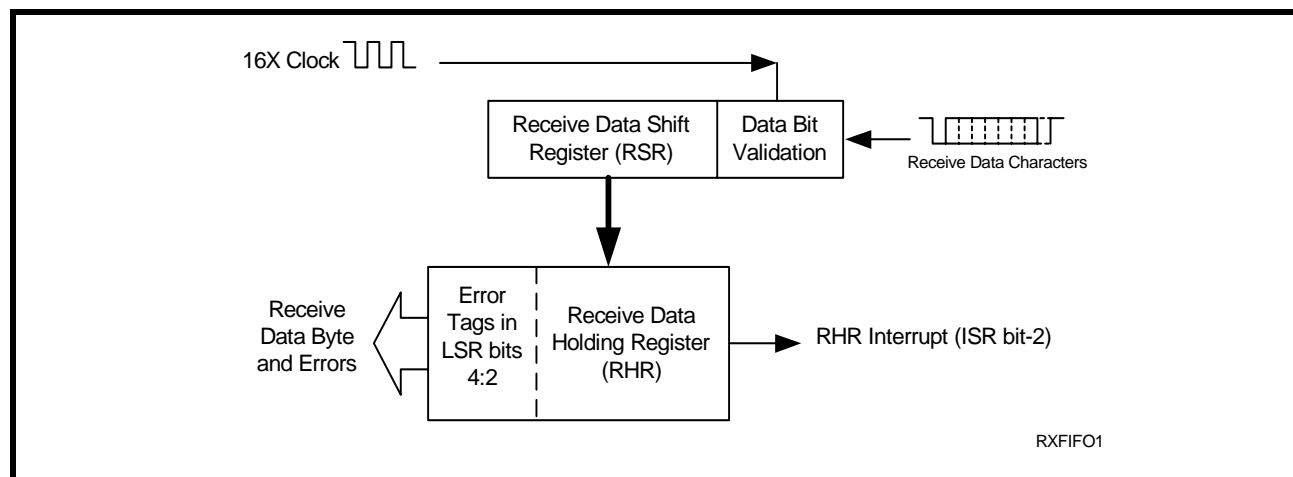 16X Clock
Receive Data Shift
Register (RSR)
Data Bit
Validation
Receive Data Characters
Receive
Data Byte
and Errors
Error
Tags in
LSR bits
4:2
Receive Data
Holding Register
(RHR)
RHR Interrupt (ISR bit-2)
RXFIFO1